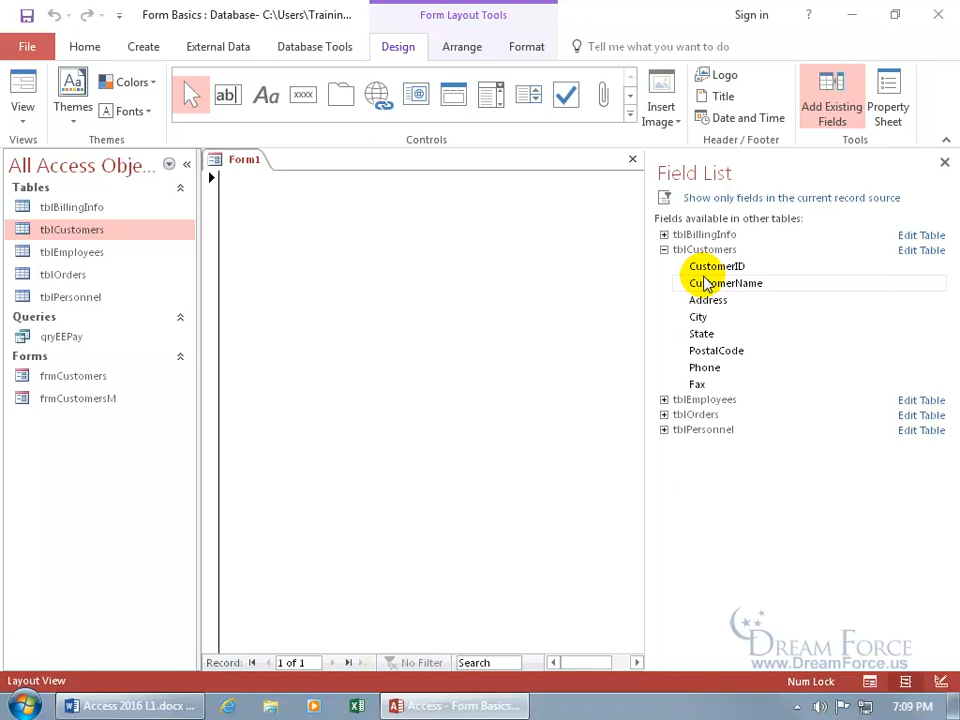 Form Basics : Database- C:\Users\Trainin...
Form Layout Tools
Sign in
?
File
Home
Create
External Data
Database Tools
Design
Arrange
Format
Tell me what you want to do
View
Themes
Colors
Fonts
ab|
Aa
xxxx
Insert
Image
Logo
Title
Date and Time
Add Existing
Fields
Property
Sheet
Views
Themes
Controls
Header / Footer
Tools
All Access Obje...
Tables
tblBillingInfo
tblCustomers
tblEmployees
tblOrders
tblPersonnel
Queries
qryEEPay
Forms
frmCustomers
frmCustomersM
Form1
Field List
Show only fields in the current record source
Fields available in other tables:
tblBillingInfo Edit Table
tblCustomers Edit Table
CustomerID
CustomerName
Address
City
State
PostalCode
Phone
Fax
tblEmployees Edit Table
tblOrders Edit Table
tblPersonnel Edit Table
DREAM FORCE
www.DreamForce.us
Record: 1 of 1 No Filter Search
Layout View
Num Lock
Access 2016 L1.docx ...
Access - Form Basics...
7:09 PM